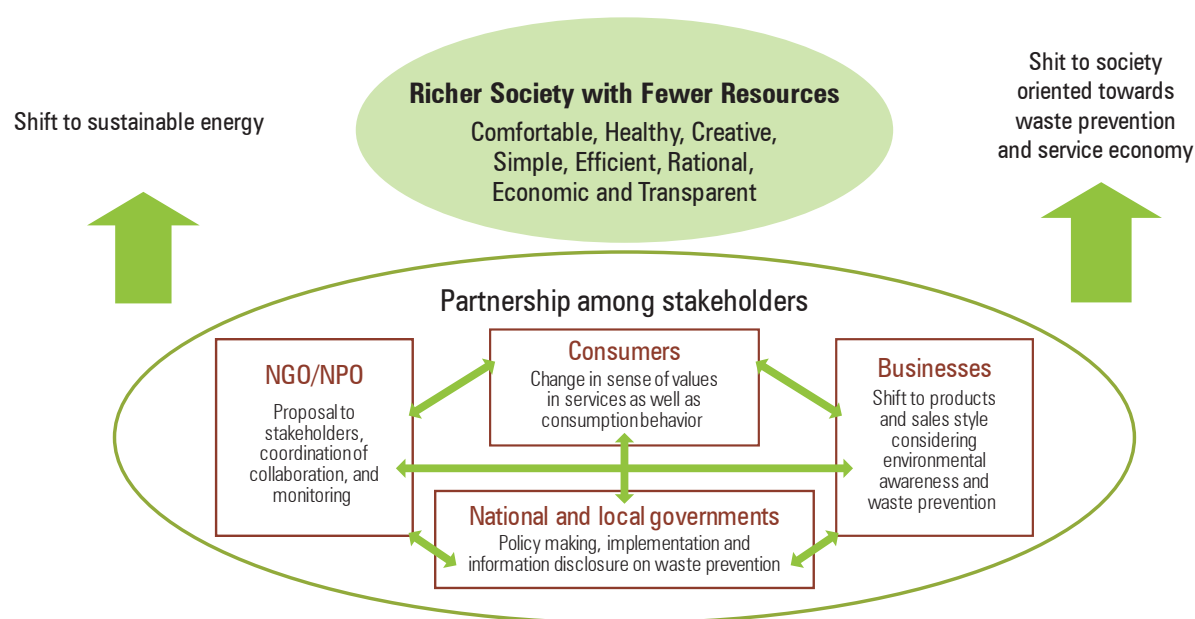 Shift to sustainable energy
Richer Society with Fewer Resources
Comfortable, Healthy, Creative,
Simple, Efficient, Rational,
Economic and Transparent
Shit to society
oriented towards
waste prevention
and service economy
Partnership among stakeholders
NGO/NPO
Proposal to
stakeholders,
coordination of
collaboration, and
monitoring
Consumers
Change in sense of values
in services as well as
consumption behavior
Businesses
Shift to products
and sales style
considering
environmental
awareness and
waste prevention
National and local governments
Policy making, implementation and
information disclosure on waste prevention